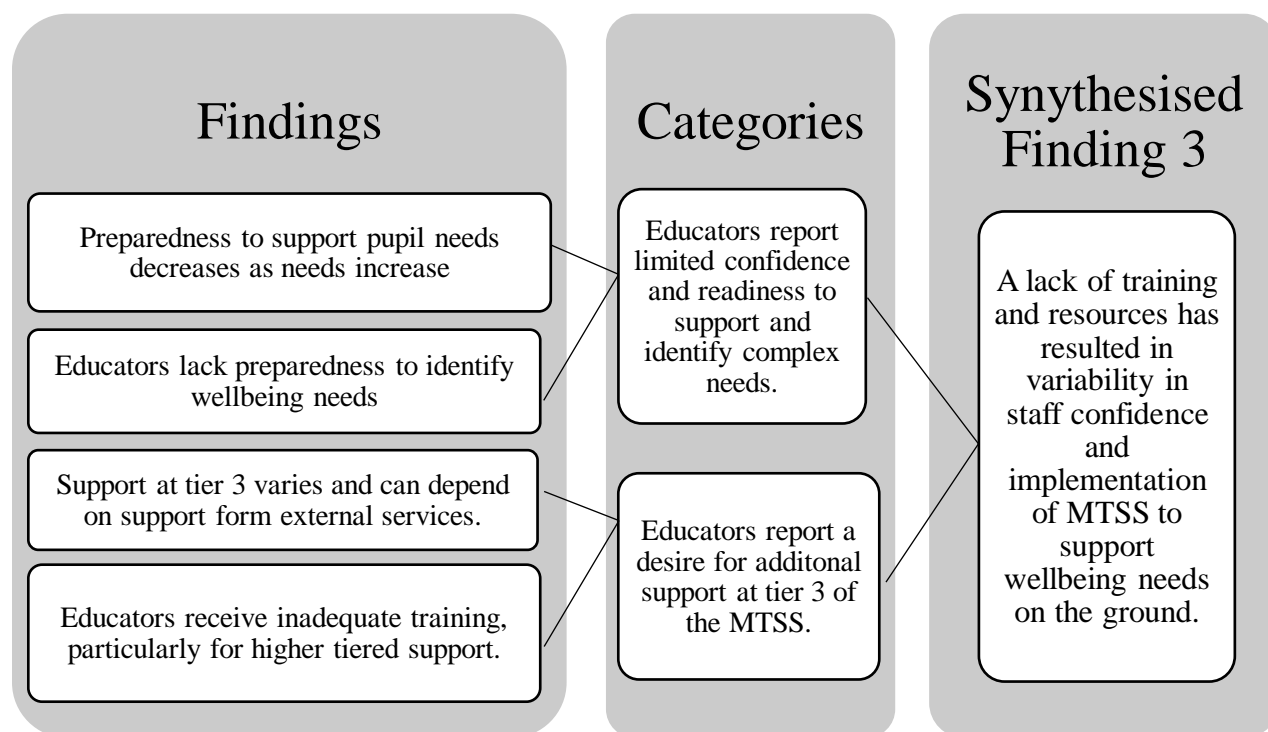 Findings
Preparedness to support pupil needs
decreases as needs increase
Educators lack preparedness to identify
wellbeing needs
Support at tier 3 varies and can depend
on support form external services.
Educators receive inadequate training,
particularly for higher tiered support.
Categories
Educators report
limited confidence
and readiness to
support and
identify complex
needs.
Educators report a
desire for additonal
support at tier 3 of
the MTSS.
Synythesised
Finding 3
A lack of training
and resources has
resulted in
variability in
staff confidence
and
implementation
of MTSS to
support
wellbeing needs
on the ground.